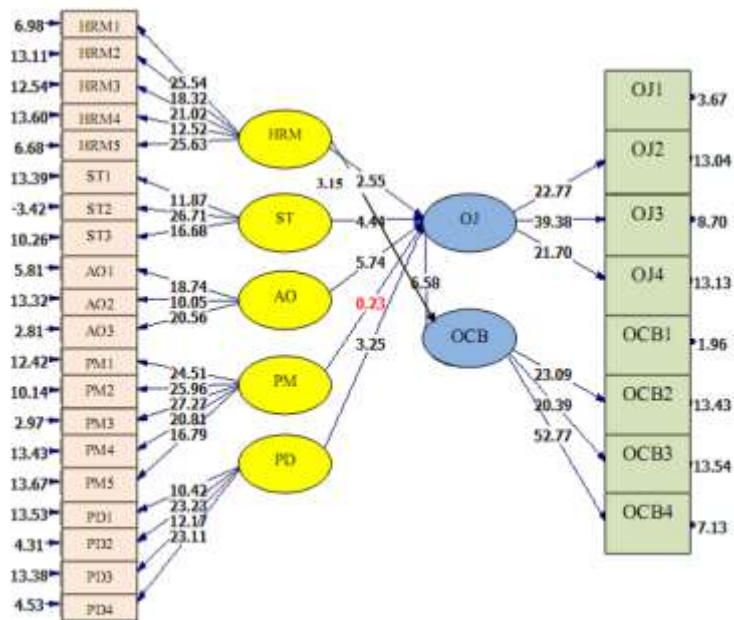 6.98 HRM1
13.11 HRM2
12.54 HRM3
13.60 HRM4
6.68 HRM5
13.39 ST1
-3.42 ST2
10.26 ST3
5.81 AO1
13.32 AO2
2.81 AO3
12.42 PM1
10.14 PM2
2.97 PM3
13.43 PM4
13.67 PM5
13.53 PD1
4.31 PD2
13.38 PD3
4.53 PD4
25.54
18.32
21.02
12.52
25.63
11.87
26.71
16.68
18.74
10.05
20.56
24.51
25.96
27.27
20.81
16.79
10.42
23.23
12.17
23.11
HRM
ST
AO
PM
PD
3.15
2.55
4.44
5.74
0.23
3.25
6.58
OJ
OCB
22.77
39.38
21.70
23.09
20.39
52.77
OJ1 3.67
OJ2 13.04
OJ3 8.70
OJ4 13.13
OCB1 1.96
OCB2 13.43
OCB3 13.54
OCB4 7.13